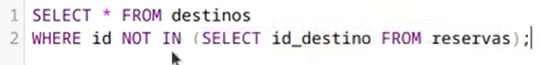 1 SELECT * FROM destinos
2 WHERE id NOT IN (SELECT id_destino FROM reservas);